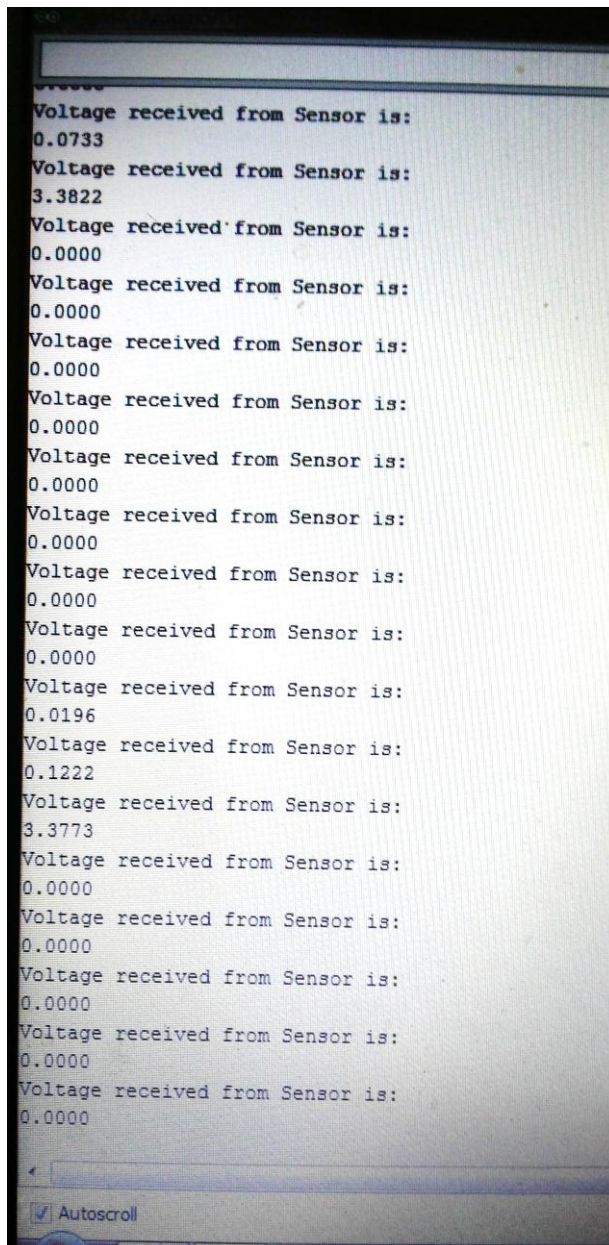 Voltage received from Sensor is:
0.0733
Voltage received from Sensor is:
3.3822
Voltage received from Sensor is:
0.0000
Voltage received from Sensor is:
0.0000
Voltage received from Sensor is:
0.0000
Voltage received from Sensor is:
0.0000
Voltage received from Sensor is:
0.0000
Voltage received from Sensor is:
0.0000
Voltage received from Sensor is:
0.0000
Voltage received from Sensor is:
0.0000
Voltage received from Sensor is:
0.0196
Voltage received from Sensor is:
0.1222
Voltage received from Sensor is:
3.3773
Voltage received from Sensor is:
0.0000
Voltage received from Sensor is:
0.0000
Voltage received from Sensor is:
0.0000
Voltage received from Sensor is:
0.0000
Voltage received from Sensor is:
0.0000
Autoscroll